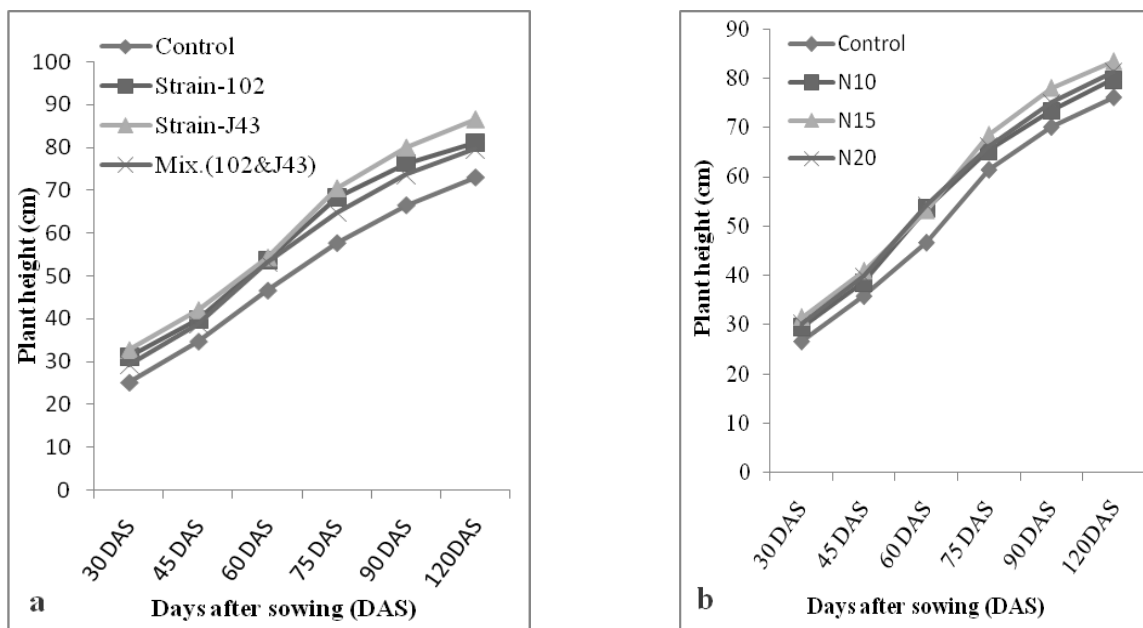 Control
Strain-102
Strain-J43
Mix.(102&J43)
100
90
80
70
60
50
40
30
20
10
0
Plant height (cm)
30 DAS
45 DAS
60 DAS
75 DAS
90 DAS
120DAS
Days after sowing (DAS)
a
Control
N10
N15
N20
90
80
70
60
50
40
30
20
10
0
Plant height (cm)
30 DAS
45 DAS
60 DAS
75 DAS
90 DAS
120 DAS
Days after sowing (DAS)
b